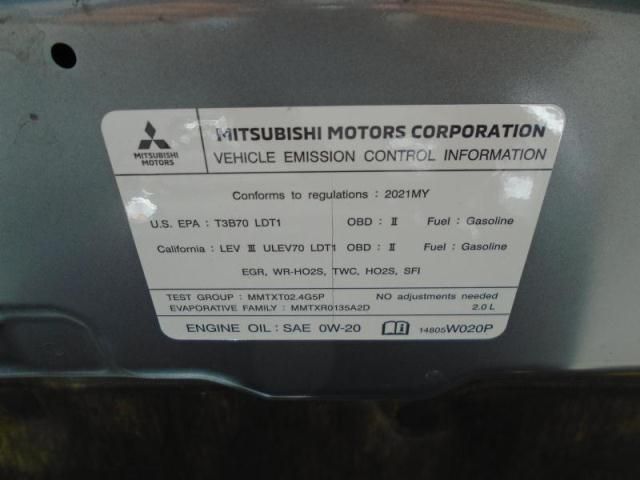 MITSUBISHI MOTORS
MITSUBISHI MOTORS CORPORATION
VEHICLE EMISSION CONTROL INFORMATION
Conforms to regulations : 2021MY
U.S. EPA : T3B70 LDT1 OBD : Ⅱ Fuel : Gasoline
California : LEV Ⅲ ULEV70 LDT1 OBD : Ⅱ Fuel : Gasoline
EGR, WR-HO2S, TWC, HO2S, SFI
TEST GROUP : MMTXT02.4G5P NO adjustments needed
EVAPORATIVE FAMILY : MMTXR0135A2D 2.0 L
ENGINE OIL : SAE 0W-20 14805W020P